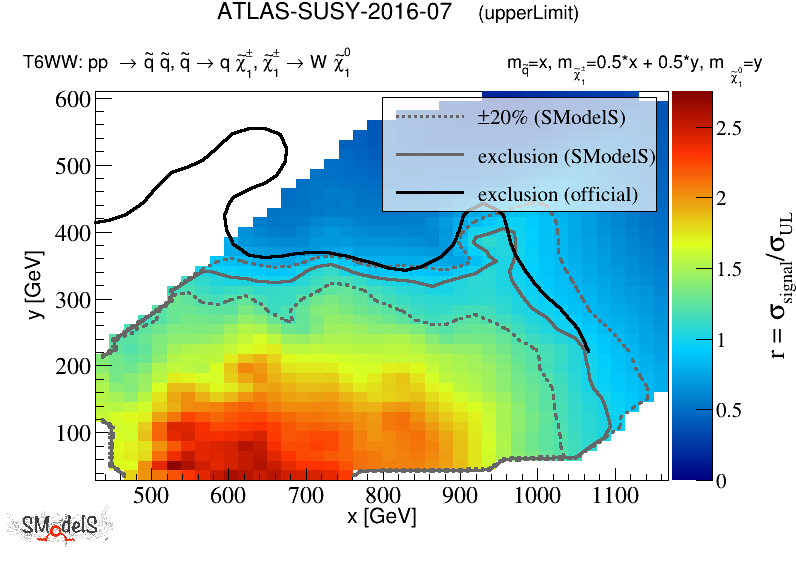 ATLAS-SUSY-2016-07 (upperLimit)
T6WW: pp → q̃ q̃, q̃ → q χ̃₁±, χ̃₁± → W χ̃₁⁰
m_q̃=x, m_χ̃₁±=0.5*x + 0.5*y, m_χ̃₁⁰=y
±20% (SModelS)
exclusion (SModelS)
exclusion (official)
600
500
400
300
200
100
y [GeV]
500 600 700 800 900 1000 1100
x [GeV]
2.5
2
1.5
1
0.5
0
r = σ_signal/σ_UL
SModelS